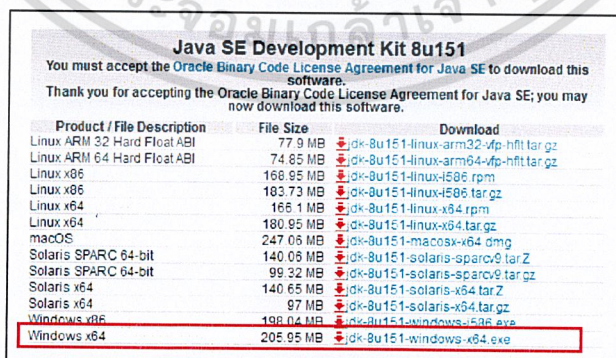 จอมเกล้าเจ้า
Java SE Development Kit 8u151
You must accept the Oracle Binary Code License Agreement for Java SE to download this
software.
Thank you for accepting the Oracle Binary Code License Agreement for Java SE; you may
now download this software.
Product / File Description File Size Download
Linux ARM 32 Hard Float ABI 77.9 MB jdk-8u151-linux-arm32-vfp-hflt.tar.gz
Linux ARM 64 Hard Float ABI 74.85 MB jdk-8u151-linux-arm64-vfp-hflt.tar.gz
Linux x86 168.95 MB jdk-8u151-linux-i586.rpm
Linux x86 183.73 MB jdk-8u151-linux-i586.tar.gz
Linux x64 166.1 MB jdk-8u151-linux-x64.rpm
Linux x64 180.95 MB jdk-8u151-linux-x64.tar.gz
macOS 247.06 MB jdk-8u151-macosx-x64.dmg
Solaris SPARC 64-bit 140.06 MB jdk-8u151-solaris-sparcv9.tar.Z
Solaris SPARC 64-bit 99.32 MB jdk-8u151-solaris-sparcv9.tar.gz
Solaris x64 140.65 MB jdk-8u151-solaris-x64.tar.Z
Solaris x64 97 MB jdk-8u151-solaris-x64.tar.gz
Windows x86 198.04 MB jdk-8u151-windows-i586.exe
Windows x64 205.95 MB jdk-8u151-windows-x64.exe